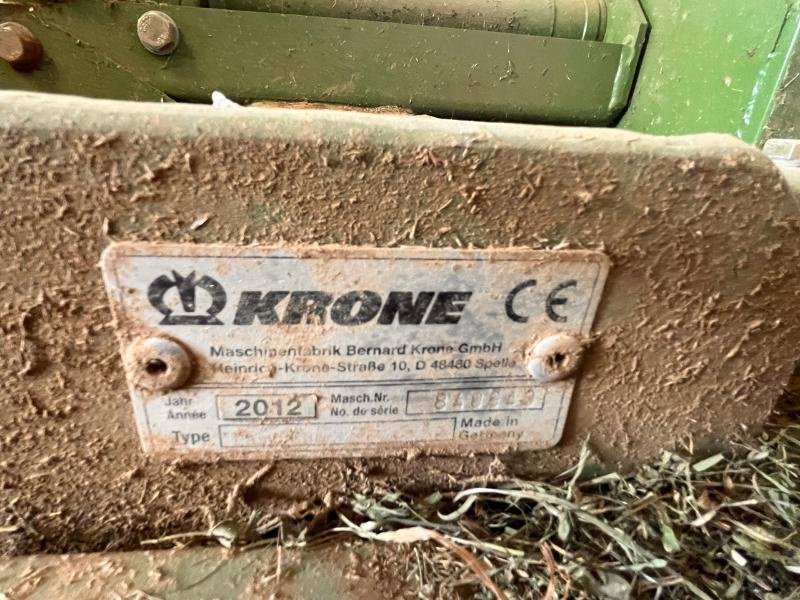 KRONE CE
Maschinenfabrik Bernard Krone GmbH
Heinrich-Krone-Straße 10, D 48480 Spelle
Jahr Année 2012 Masch.Nr. No. de série
Type Made in Germany